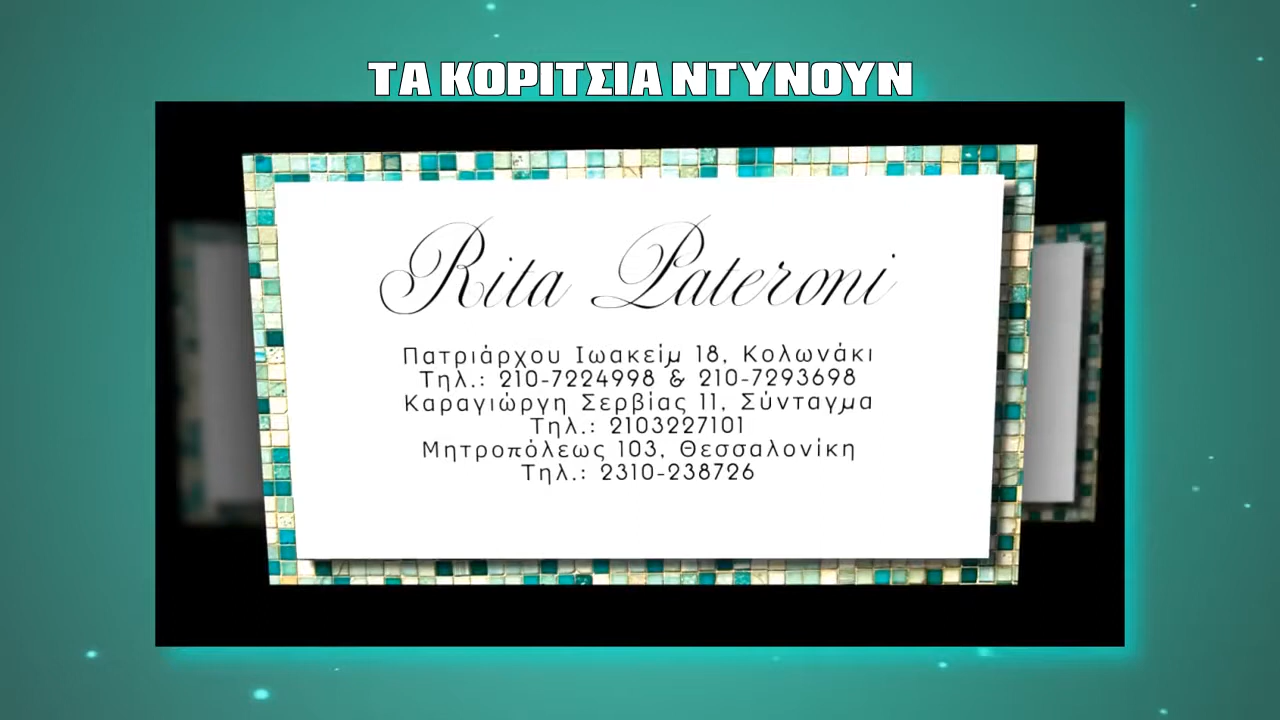 ΤΑ ΚΟΡΙΤΣΙΑ ΝΤΥΝΟΥΝ
Rita Pateroni
Πατριάρχου Ιωακείμ 18, Κολωνάκι
Τηλ.: 210-7224998 & 210-7293698
Καραγιώργη Σερβίας 11, Σύνταγμα
Τηλ.: 2103227101
Μητροπόλεως 103, Θεσσαλονίκη
Τηλ.: 2310-238726